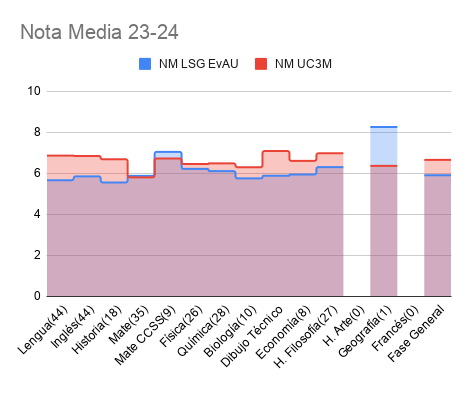 Nota Media 23-24
NM LSG EvAU
NM UC3M
10
8
6
4
2
0
Lengua(44)
Inglés(44)
Historia(18)
Mate(35)
Mate CCSS(9)
Física(26)
Química(28)
Biología(10)
Dibujo Técnico
Economía(8)
H. Filosofía(27)
H. Arte(0)
Geografía(1)
Francés(0)
Fase General